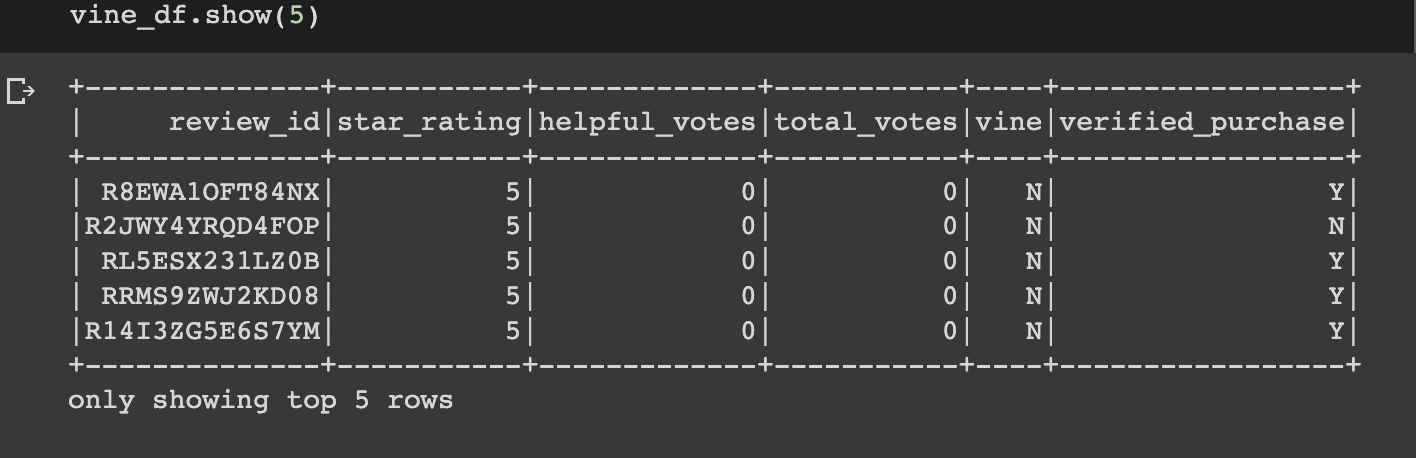 vine_df.show(5)
+--------------+-----------+-------------+-----------+----+-----------------+
|     review_id|star_rating|helpful_votes|total_votes|vine|verified_purchase|
+--------------+-----------+-------------+-----------+----+-----------------+
| R8EWA1OFT84NX|          5|            0|          0|   N|                Y|
|R2JWY4YRQD4FOP|          5|            0|          0|   N|                N|
| RL5ESX231LZ0B|          5|            0|          0|   N|                Y|
| RRMS9ZWJ2KD08|          5|            0|          0|   N|                Y|
|R14I3ZG5E6S7YM|          5|            0|          0|   N|                Y|
+--------------+-----------+-------------+-----------+----+-----------------+
only showing top 5 rows